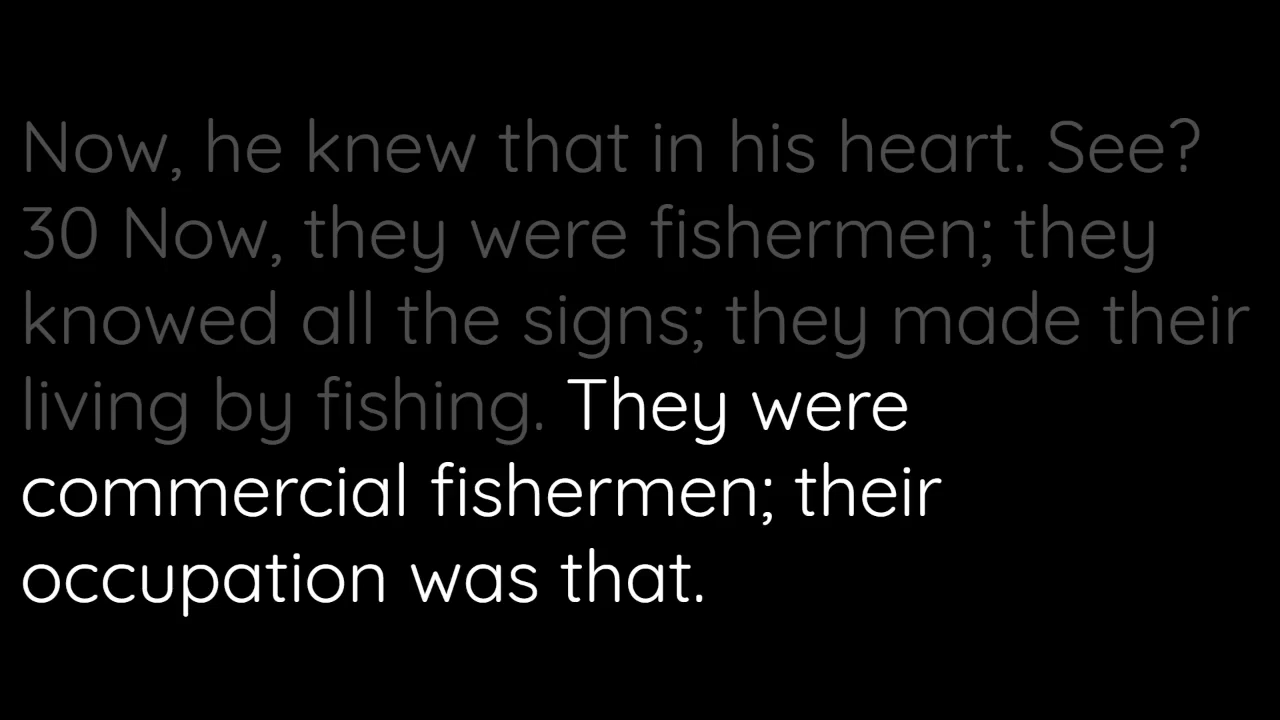 Now, he knew that in his heart. See?
30 Now, they were fishermen; they
knowed all the signs; they made their
living by fishing. They were
commercial fishermen; their
occupation was that.